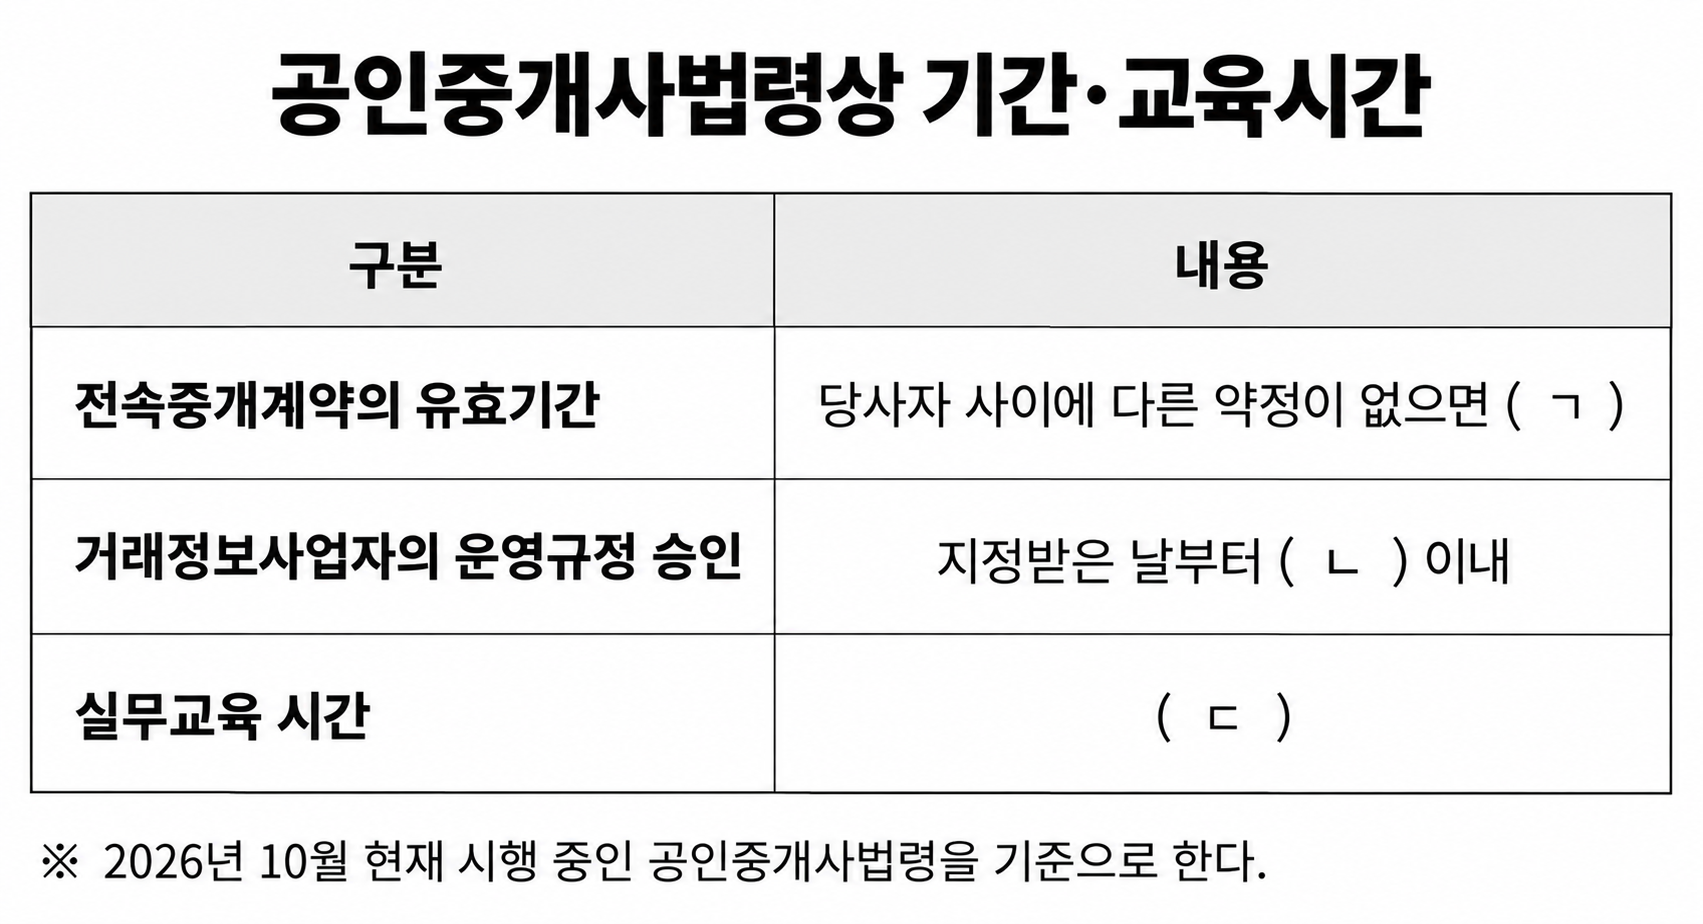 공인중개사법령상 기간·교육시간
구분 내용
전속중개계약의 유효기간 당사자 사이에 다른 약정이 없으면 ( ㄱ )
거래정보사업자의 운영규정 승인 지정받은 날부터 ( ㄴ ) 이내
실무교육 시간 ( ㄷ )
※ 2026년 10월 현재 시행 중인 공인중개사법령을 기준으로 한다.